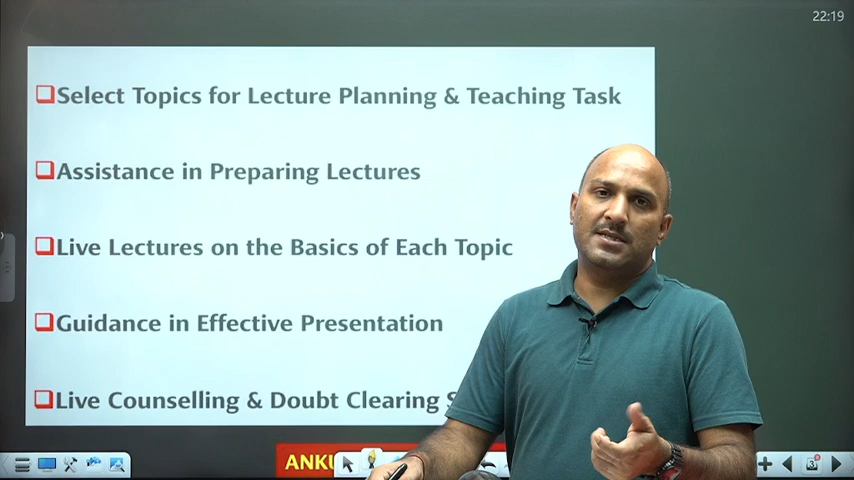 22:19
Select Topics for Lecture Planning & Teaching Task
Assistance in Preparing Lectures
Live Lectures on the Basics of Each Topic
Guidance in Effective Presentation
Live Counselling & Doubt Clearing